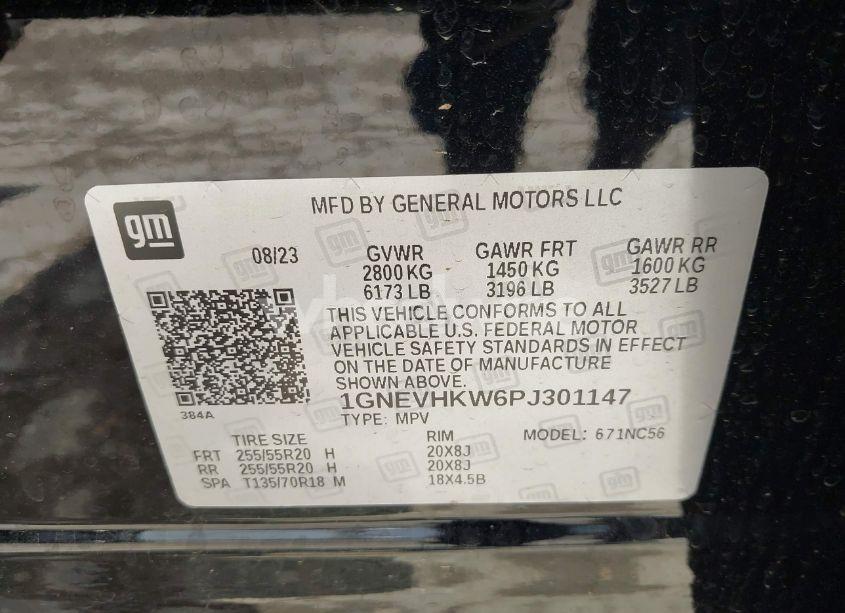 gm
MFD BY GENERAL MOTORS LLC
08/23 GVWR GAWR FRT GAWR RR
2800 KG 1450 KG 1600 KG
6173 LB 3196 LB 3527 LB
THIS VEHICLE CONFORMS TO ALL
APPLICABLE U.S. FEDERAL MOTOR
VEHICLE SAFETY STANDARDS IN EFFECT
ON THE DATE OF MANUFACTURE
SHOWN ABOVE.
1GNEVHKW6PJ301147
384A
TYPE: MPV
TIRE SIZE RIM MODEL: 671NC56
FRT 255/55R20 H 20X8J
RR 255/55R20 H 20X8J
SPA T135/70R18 M 18X4.5B